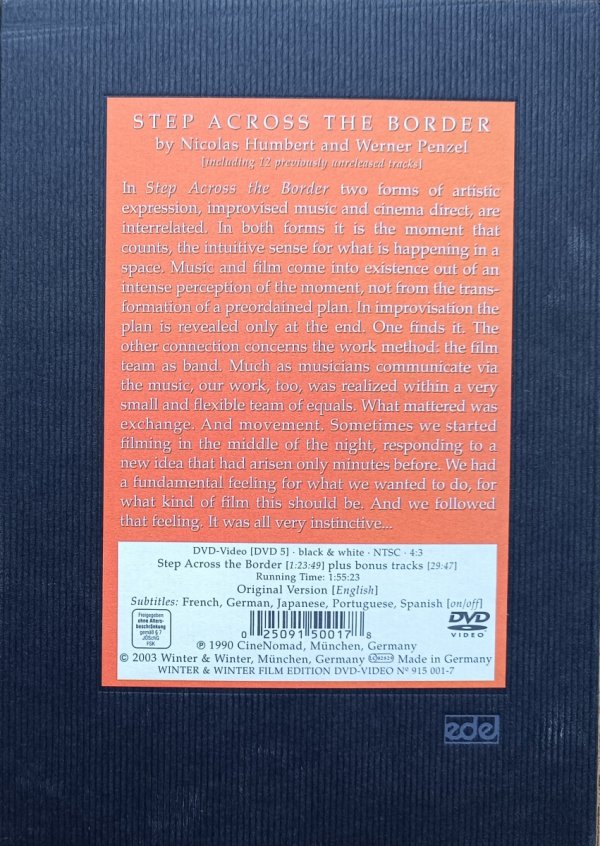 STEP ACROSS THE BORDER
by Nicolas Humbert and Werner Penzel
[including 12 previously unreleased tracks]
In Step Across the Border two forms of artistic
expression, improvised music and cinema direct, are
interrelated. In both forms it is the moment that
counts, the intuitive sense for what is happening in a
space. Music and film come into existence out of an
intense perception of the moment, not from the trans-
formation of a preordained plan. In improvisation the
plan is revealed only at the end. One finds it. The
other connection concerns the work method: the film
team as band. Much as musicians communicate via
the music, our work, too, was realized within a very
small and flexible team of equals. What mattered was
exchange. And movement. Sometimes we started
filming in the middle of the night, responding to a
new idea that had arisen only minutes before. We had
a fundamental feeling for what we wanted to do, for
what kind of film this should be. And we followed
that feeling. It was all very instinctive...
DVD-Video [DVD 5] · black & white · NTSC · 4:3
Step Across the Border [1:23:49] plus bonus tracks [29:47]
Running Time: 1:55:23
Original Version [English]
Subtitles: French, German, Japanese, Portuguese, Spanish [on/off]
Freigegeben
ohne Alters-
beschränkung
gemäß § 7
JÖSchG
FSK
0 25091 50017 8
DVD
VIDEO
℗ 1990 CineNomad, München, Germany
© 2003 Winter & Winter, München, Germany Made in Germany
WINTER & WINTER FILM EDITION DVD-VIDEO Nº 915 001-7
edel